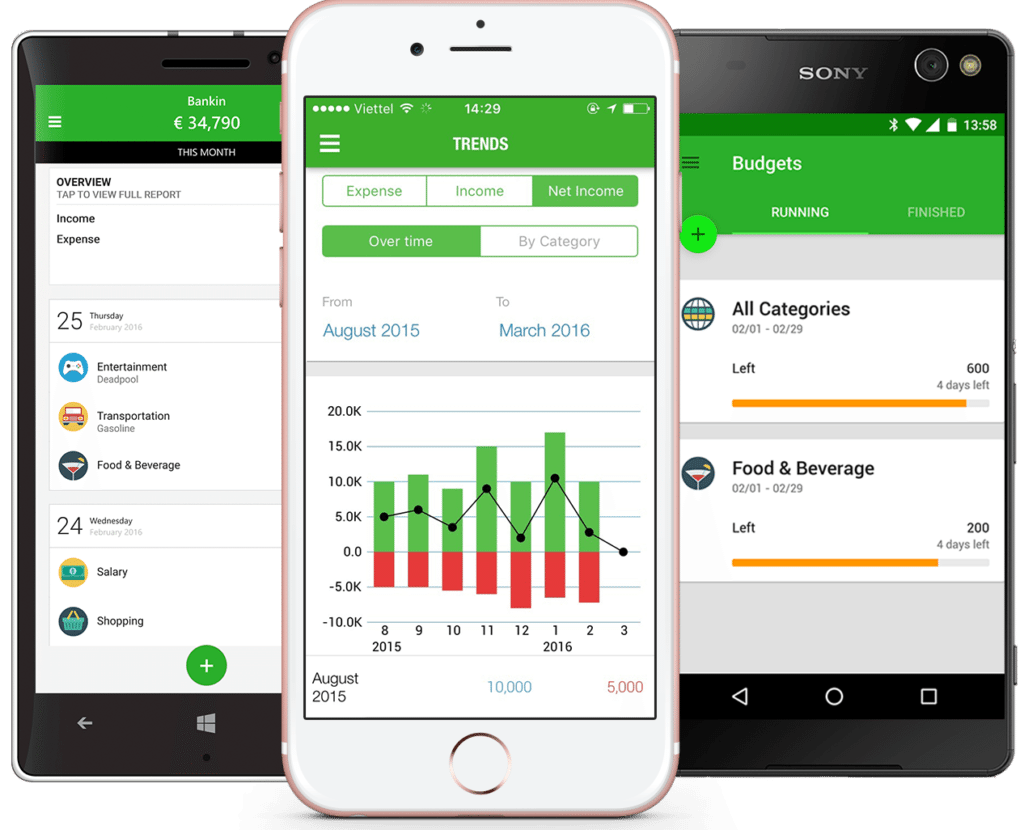 Bankin
€ 34,790
THIS MONTH
OVERVIEW
TAP TO VIEW FULL REPORT
Income
Expense
25 Thursday
February 2016
Entertainment
Deadpool
Transportation
Gasoline
Food & Beverage
24 Wednesday
February 2016
Salary
Shopping
+
Viettel 14:29
TRENDS
Expense Income Net Income
Over time By Category
From To
August 2015 March 2016
20.0K
15.0K
10.0K
5.0K
0.0
-5.0K
-10.0K
8 9 10 11 12 1 2 3
2015 2016
August
2015 10,000 5,000
SONY
13:58
Budgets
RUNNING FINISHED
+
All Categories
02/01 - 02/29
Left 600
4 days left
Food & Beverage
02/01 - 02/29
Left 200
4 days left